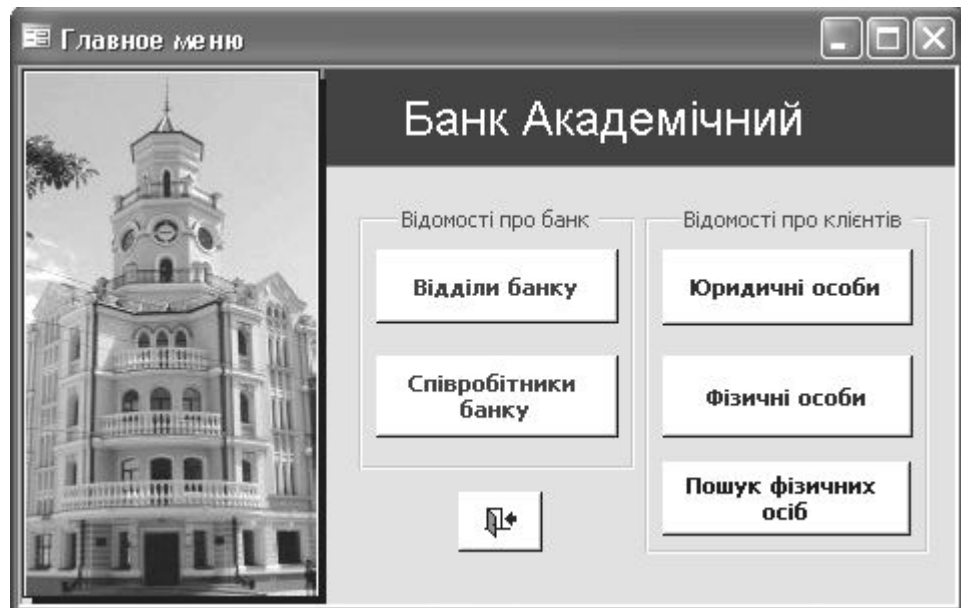 Главное меню
Банк Академічний
Відомості про банк
Відділи банку
Співробітники
банку
Відомості про клієнтів
Юридичні особи
Фізичні особи
Пошук фізичних
осіб